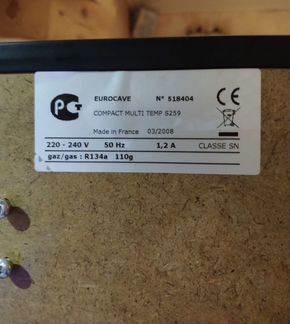 EUROCAVE N° 518404
COMPACT MULTI TEMP S259
Made in France 03/2008
220 - 240 V 50 Hz 1,2 A CLASSE SN
gaz/gas : R134a 110g